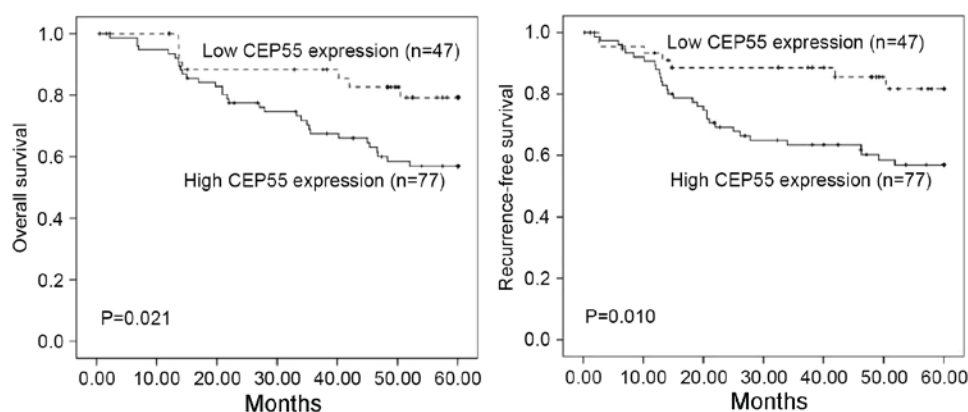 Overall survival
1.0
0.8
0.6
0.4
0.2
0.0
Low CEP55 expression (n=47)
High CEP55 expression (n=77)
P=0.021
0.00 10.00 20.00 30.00 40.00 50.00 60.00
Months
Recurrence-free survival
1.0
0.8
0.6
0.4
0.2
0.0
Low CEP55 expression (n=47)
High CEP55 expression (n=77)
P=0.010
0.00 10.00 20.00 30.00 40.00 50.00 60.00
Months